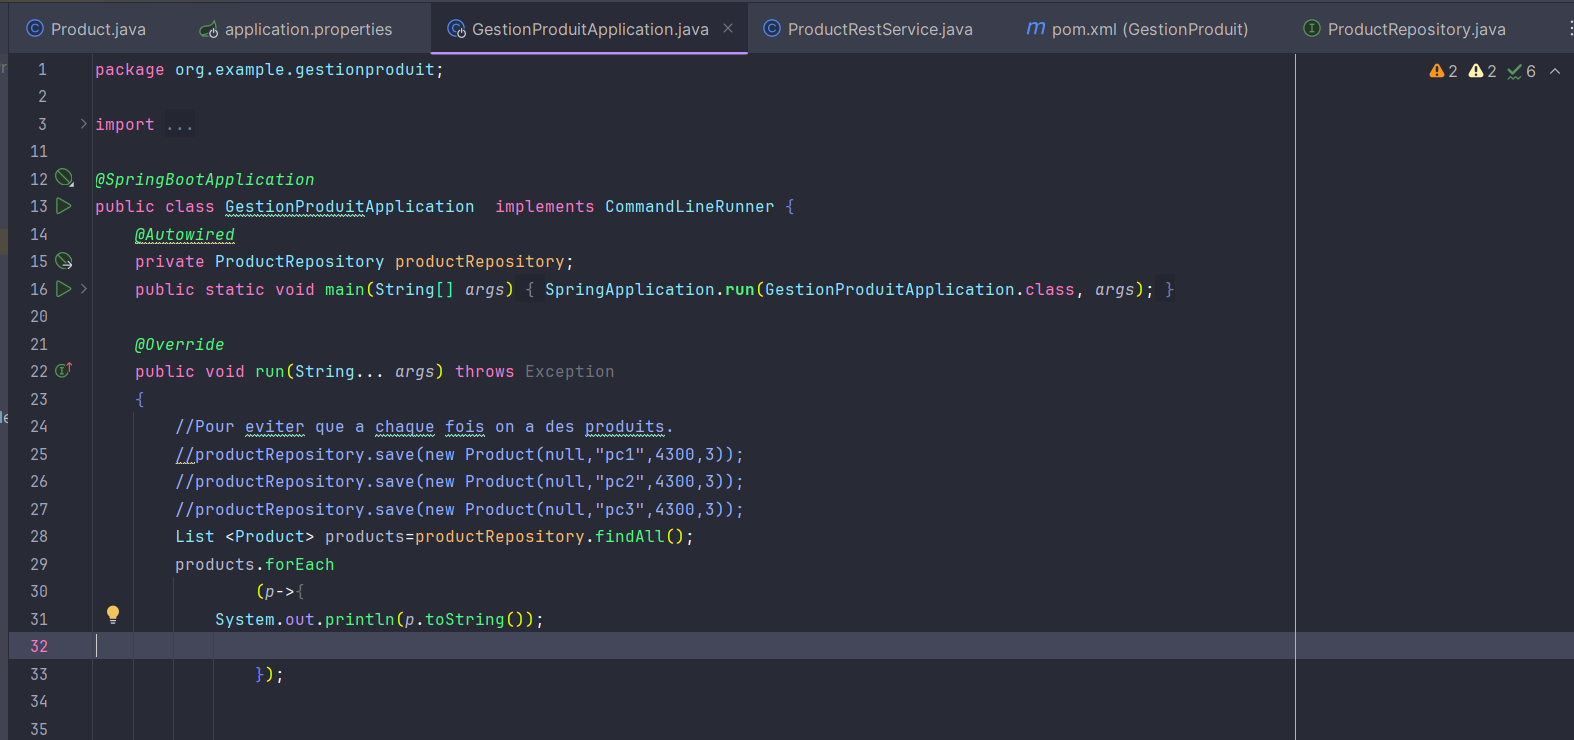 Product.java application.properties GestionProduitApplication.java ProductRestService.java pom.xml (GestionProduit) ProductRepository.java
2 2 6
1 package org.example.gestionproduit;
2
3 import ...
11
12 @SpringBootApplication
13 public class GestionProduitApplication  implements CommandLineRunner {
14     @Autowired
15     private ProductRepository productRepository;
16     public static void main(String[] args) { SpringApplication.run(GestionProduitApplication.class, args); }
20
21     @Override
22     public void run(String... args) throws Exception
23     {
24         //Pour eviter que a chaque fois on a des produits.
25         //productRepository.save(new Product(null,"pc1",4300,3));
26         //productRepository.save(new Product(null,"pc2",4300,3));
27         //productRepository.save(new Product(null,"pc3",4300,3));
28         List <Product> products=productRepository.findAll();
29         products.forEach
30                 (p->{
31             System.out.println(p.toString());
32
33                 });
34
35